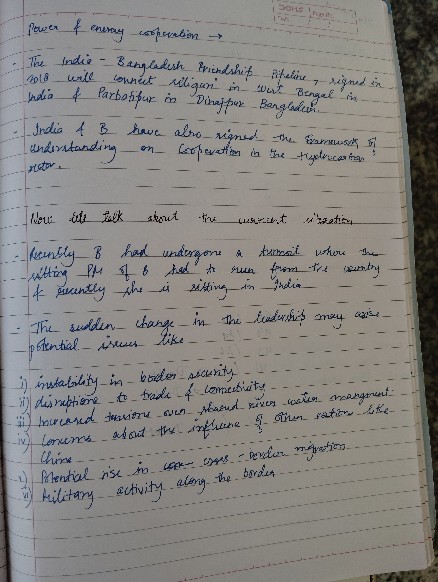 Power & energy cooperation →
- The India - Bangladesh Friendship Pipeline, signed in
2018 will connect siliguri in West Bengal in
India & Parbatipur in Dinajpur Bangladesh.
- India & B have also signed the Framework of
understanding on Cooperation in the Hydrocarbon
sector.
Now lets talk about the current situation
- Recently B had undergone a turmoil where the
sitting PM of B had to run from the country
& recently she is sitting in India
- The sudden change in the leadership may arise
potential issues like
i) instability in border security
ii) disruptions to trade & connectivity
iii) Increased tensions over shared river water mangment
iv) Concerns about the influence of other nation like
China
v) Potential rise in border migration
vi) Military activity along the border